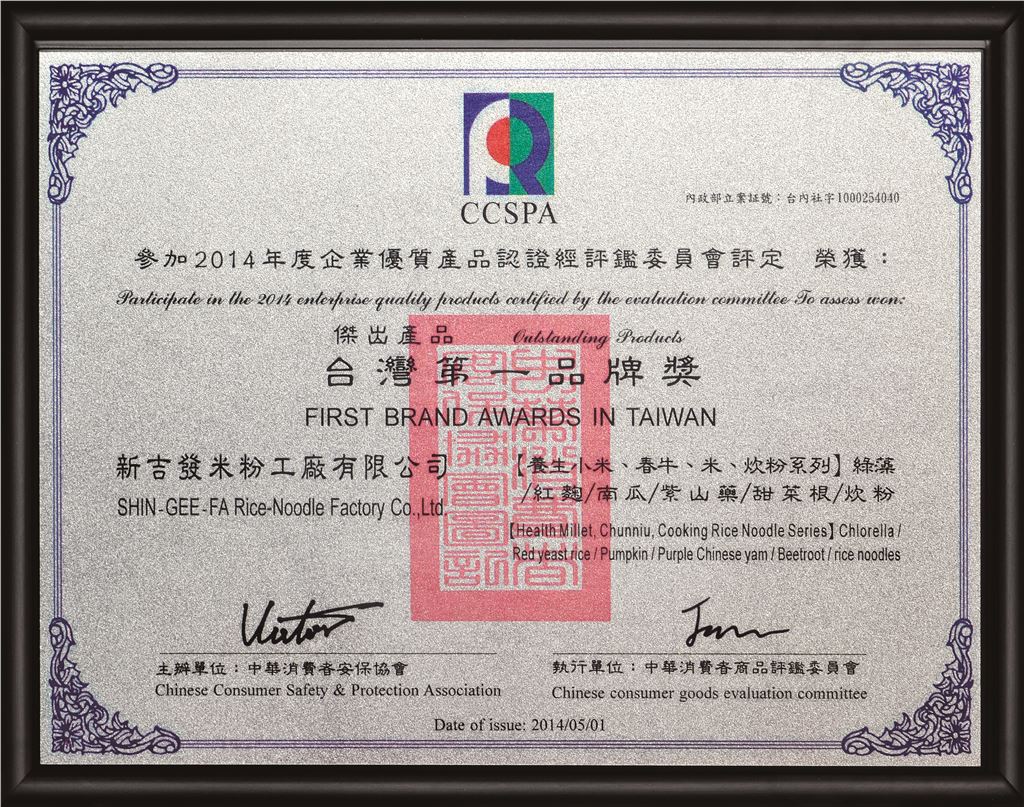 CCSPA
內政部立案証號：台內社字1000254040
參加2014年度企業優質產品認證經評鑑委員會評定 榮獲：
Participate in the 2014 enterprise quality products certified by the evaluation committee To assess won:
傑出產品 Outstanding Products
台灣第一品牌獎
FIRST BRAND AWARDS IN TAIWAN
新吉發米粉工廠有限公司
SHIN-GEE-FA Rice-Noodle Factory Co.,Ltd.
【養生小米、春牛、米、炊粉系列】綠藻
/紅麴/南瓜/紫山藥/甜菜根/炊粉
【Health Millet, Chunniu, Cooking Rice Noodle Series】Chlorella /
Red yeast rice / Pumpkin / Purple Chinese yam / Beetroot / rice noodles
主辦單位：中華消費者安保協會
Chinese Consumer Safety & Protection Association
執行單位：中華消費者商品評鑑委員會
Chinese consumer goods evaluation committee
Date of issue: 2014/05/01